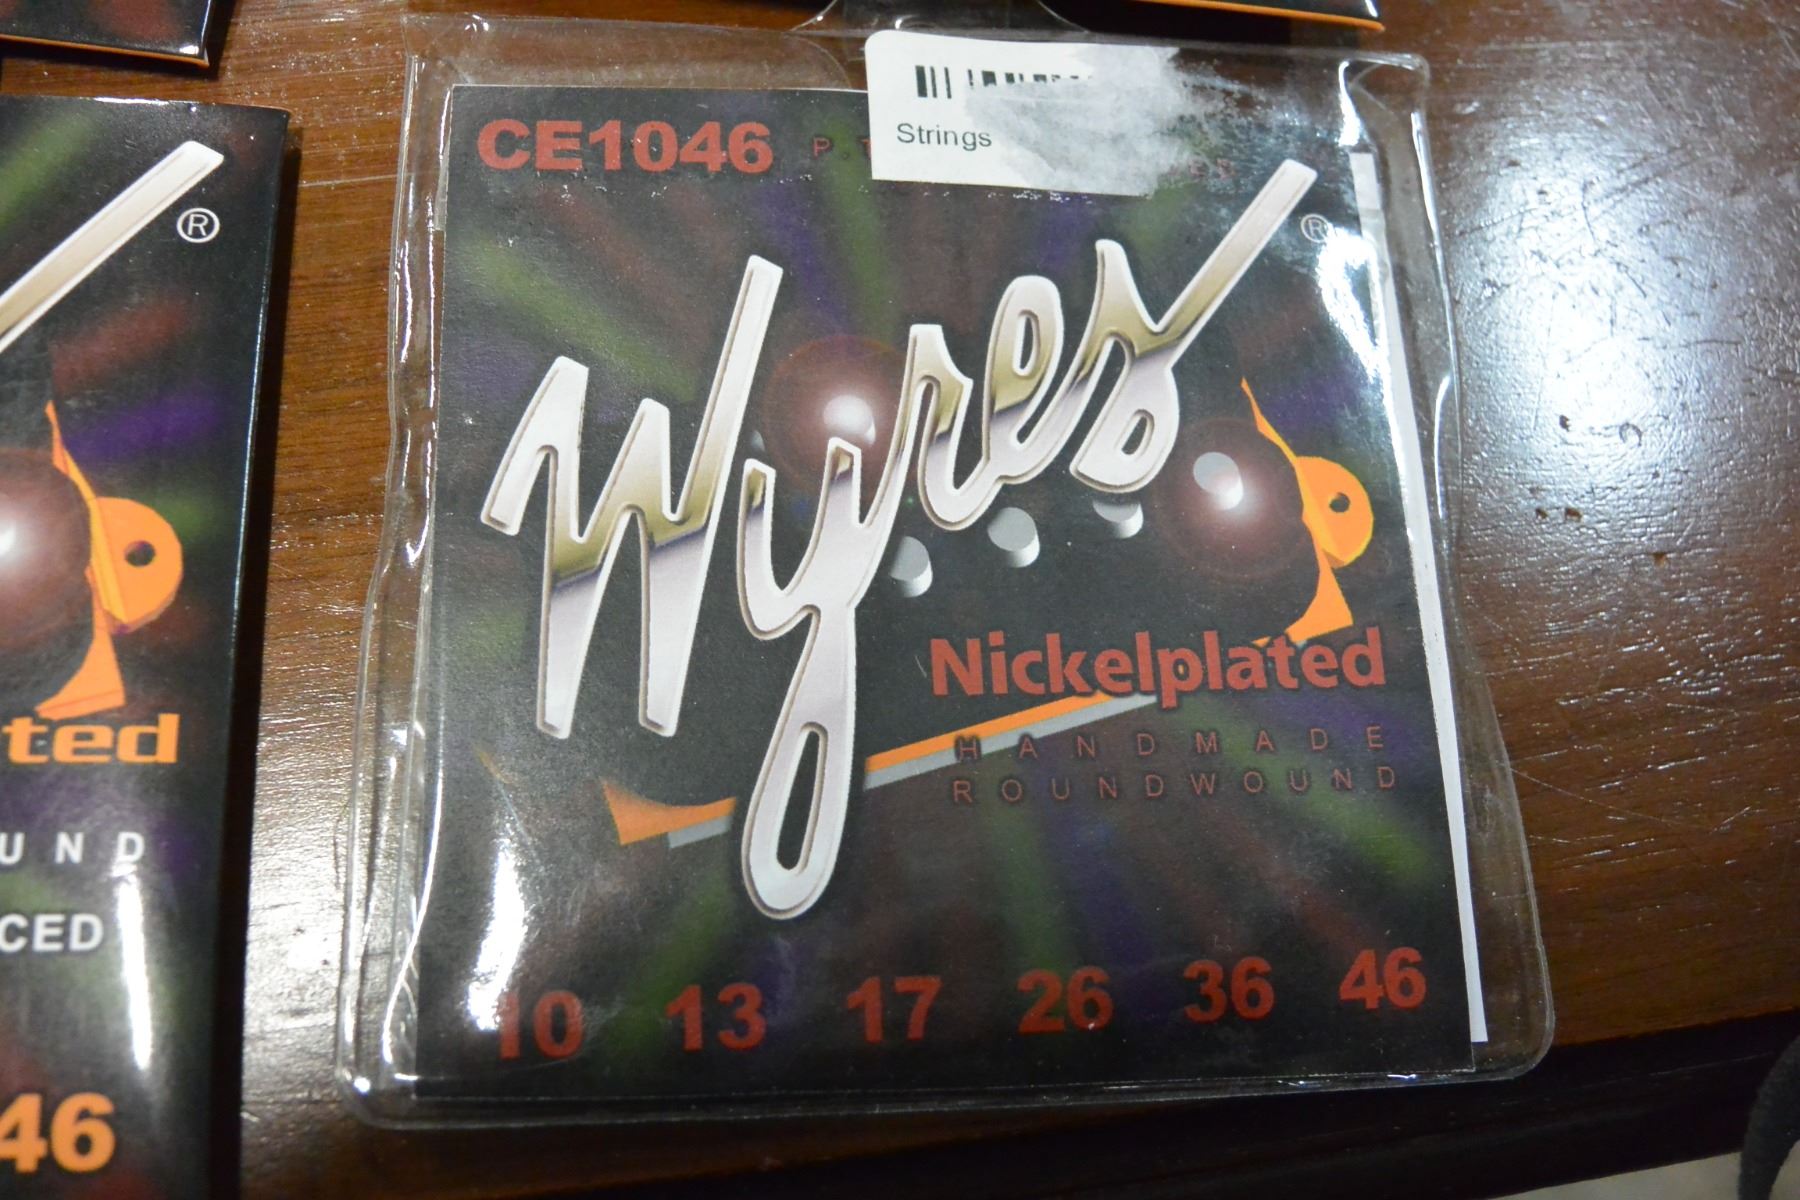 CE1046
Strings
Wyres
®
Nickelplated
HANDMADE
ROUNDWOUND
10 13 17 26 36 46
®
ted
UND
CED
46